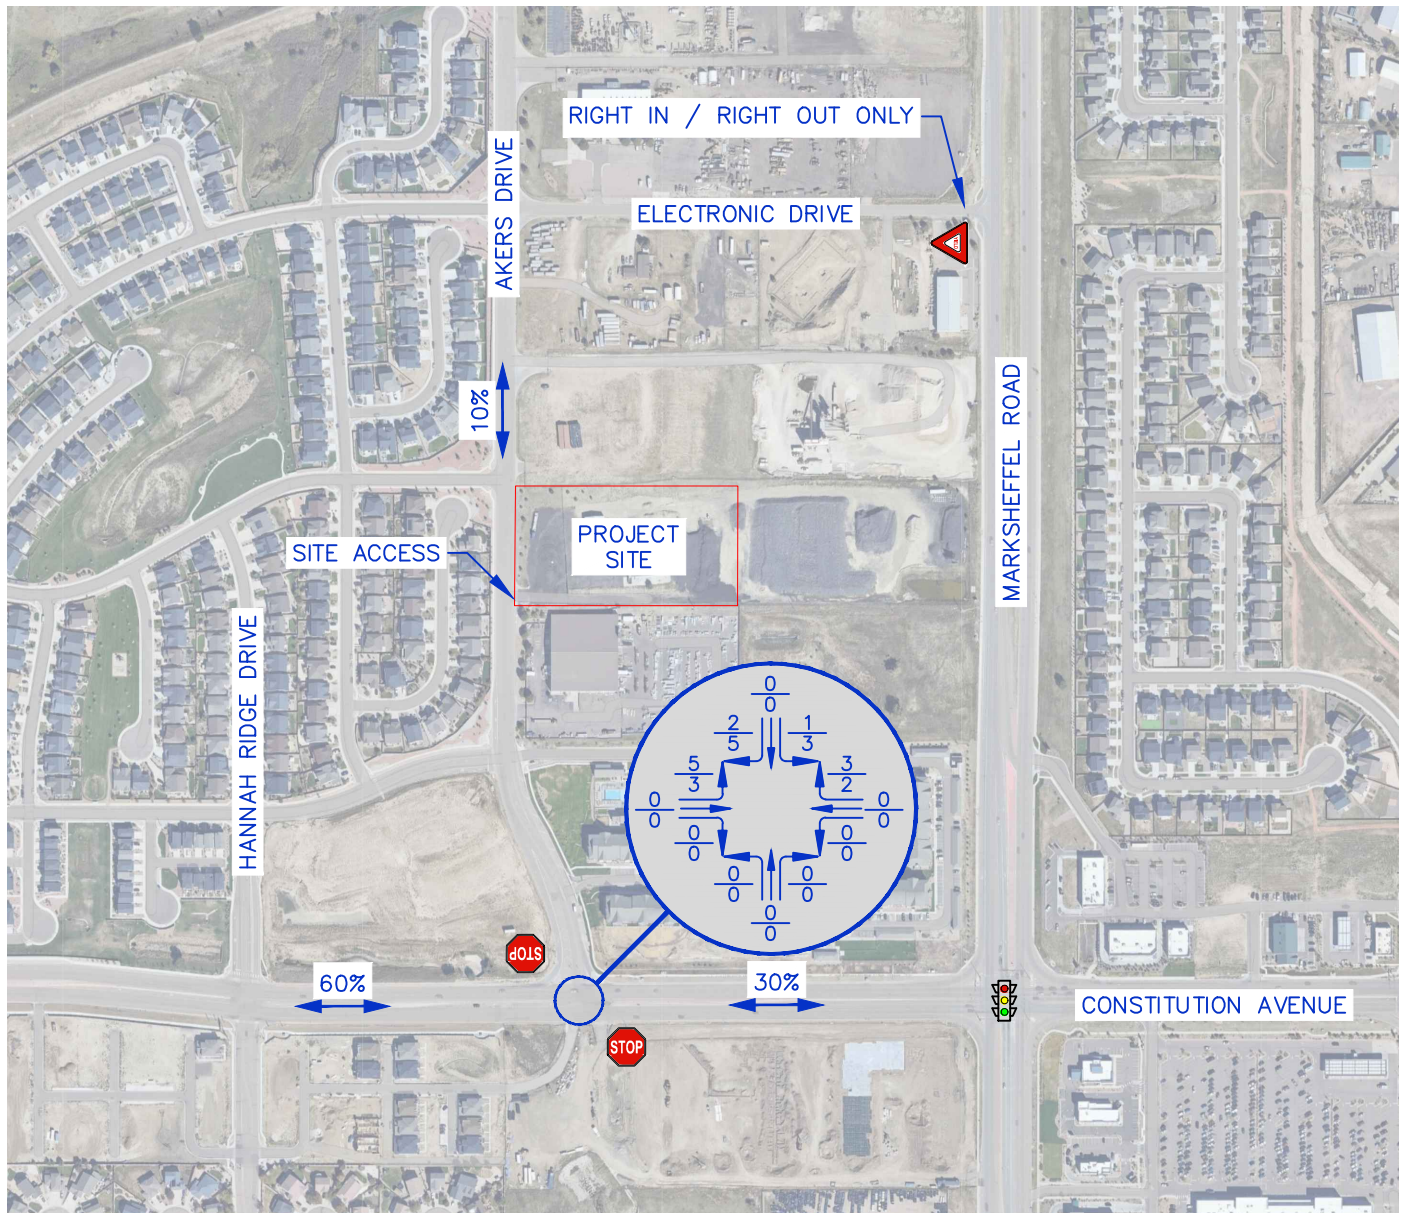 RIGHT IN / RIGHT OUT ONLY
AKERS DRIVE
ELECTRONIC DRIVE
10%
MARKSHEFFEL ROAD
PROJECT
SITE
SITE ACCESS
HANNAH RIDGE DRIVE
0
0
2
5
1
3
5
3
3
2
0
0
0
0
0
0
0
0
0
0
0
0
0
0
STOP
60%
30%
CONSTITUTION AVENUE
STOP